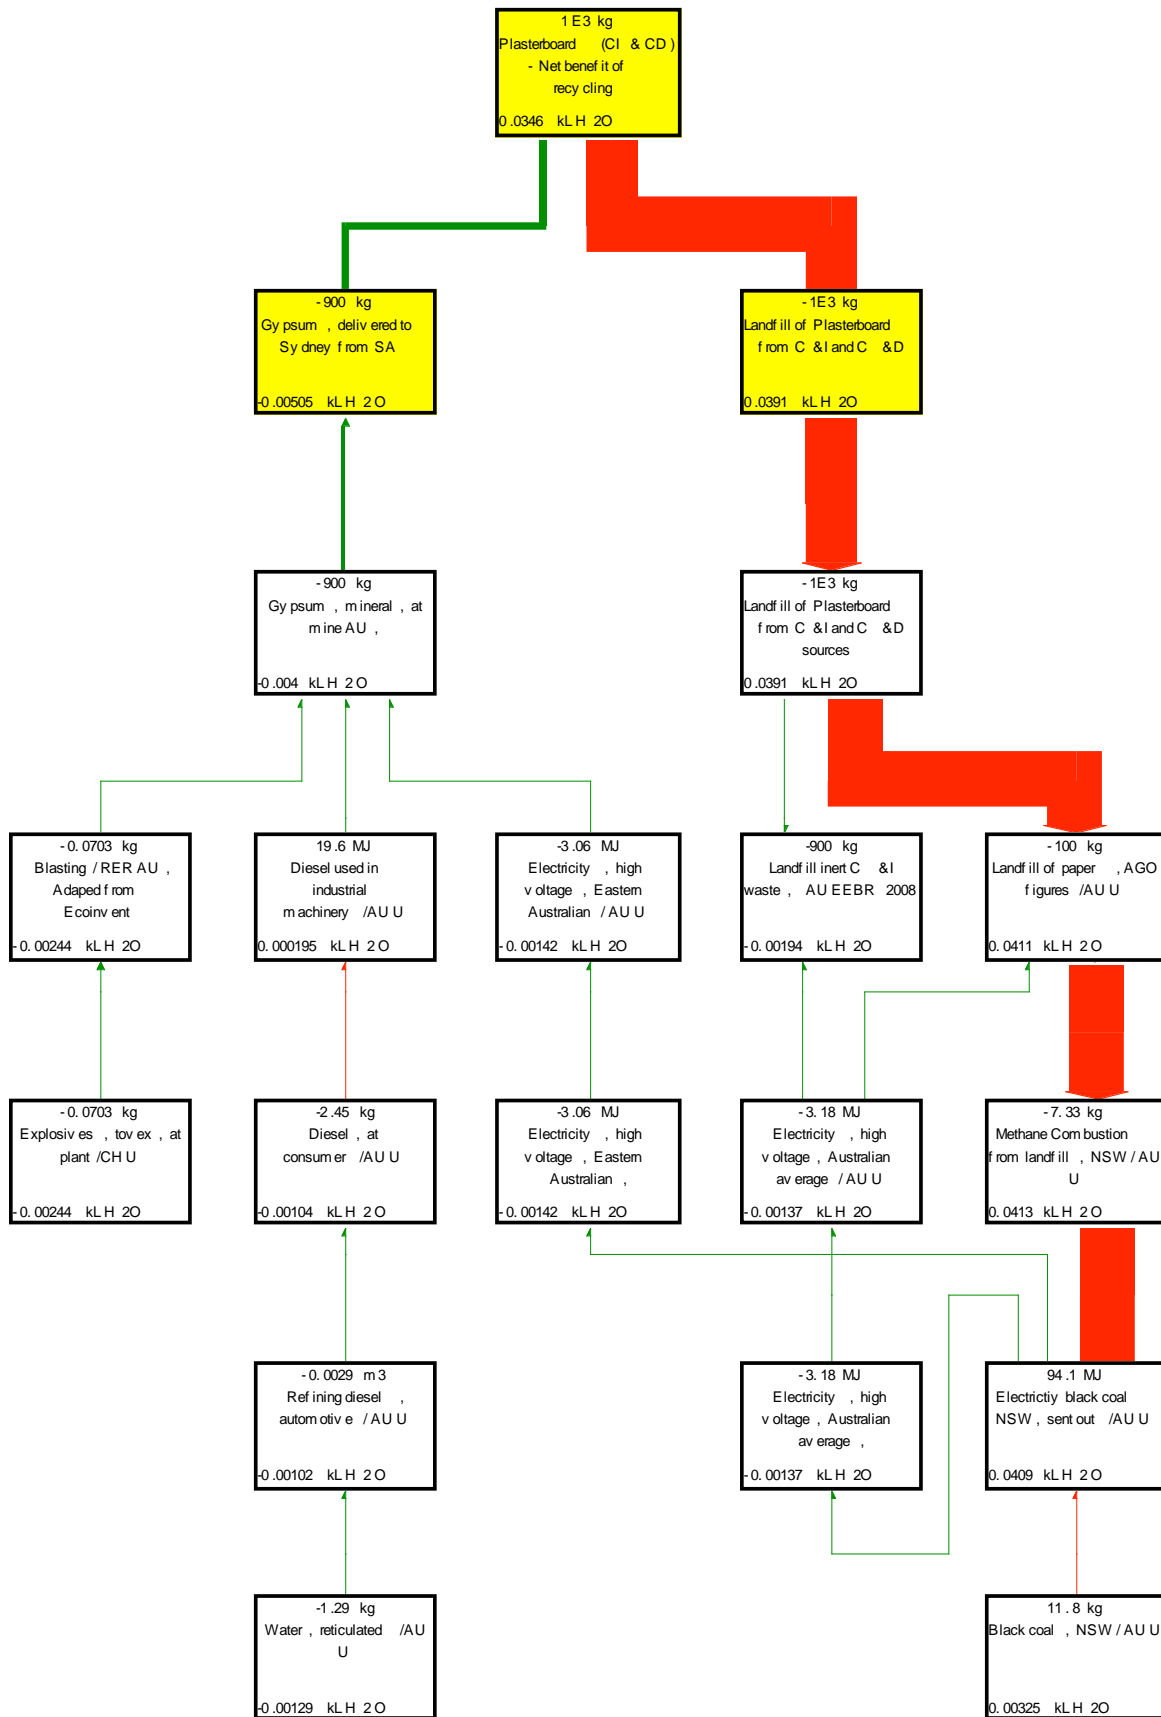 1E3 kg
Plasterboard (CI & CD)
- Net benefit of
recycling
0.0346 kL H2O
-900 kg
Gypsum, delivered to
Sydney from SA
-0.00505 kL H2O
-1E3 kg
Landfill of Plasterboard
from C&I and C&D
0.0391 kL H2O
-900 kg
Gypsum, mineral, at
mine AU,
-0.004 kL H2O
-1E3 kg
Landfill of Plasterboard
from C&I and C&D
sources
0.0391 kL H2O
-0.0703 kg
Blasting/RER AU,
Adaped from
Ecoinvent
-0.00244 kL H2O
19.6 MJ
Diesel used in
industrial
machinery /AU U
0.000195 kL H2O
-3.06 MJ
Electricity, high
voltage, Eastern
Australian /AU U
-0.00142 kL H2O
-900 kg
Landfill inert C&I
waste, AU EEBR 2008
-0.00194 kL H2O
-100 kg
Landfill of paper, AGO
figures /AU U
0.0411 kL H2O
-0.0703 kg
Explosives, tovex, at
plant /CH U
-0.00244 kL H2O
-2.45 kg
Diesel, at
consumer /AU U
-0.00104 kL H2O
-3.06 MJ
Electricity, high
voltage, Eastern
Australian,
-0.00142 kL H2O
-3.18 MJ
Electricity, high
voltage, Australian
average /AU U
-0.00137 kL H2O
-7.33 kg
Methane Combustion
from landfill, NSW/AU
U
0.0413 kL H2O
-0.0029 m3
Refining diesel,
automotive /AU U
-0.00102 kL H2O
-3.18 MJ
Electricity, high
voltage, Australian
average,
-0.00137 kL H2O
94.1 MJ
Electrictiy black coal
NSW, sent out /AU U
0.0409 kL H2O
-1.29 kg
Water, reticulated /AU
U
-0.00129 kL H2O
11.8 kg
Black coal, NSW/AU U
0.00325 kL H2O